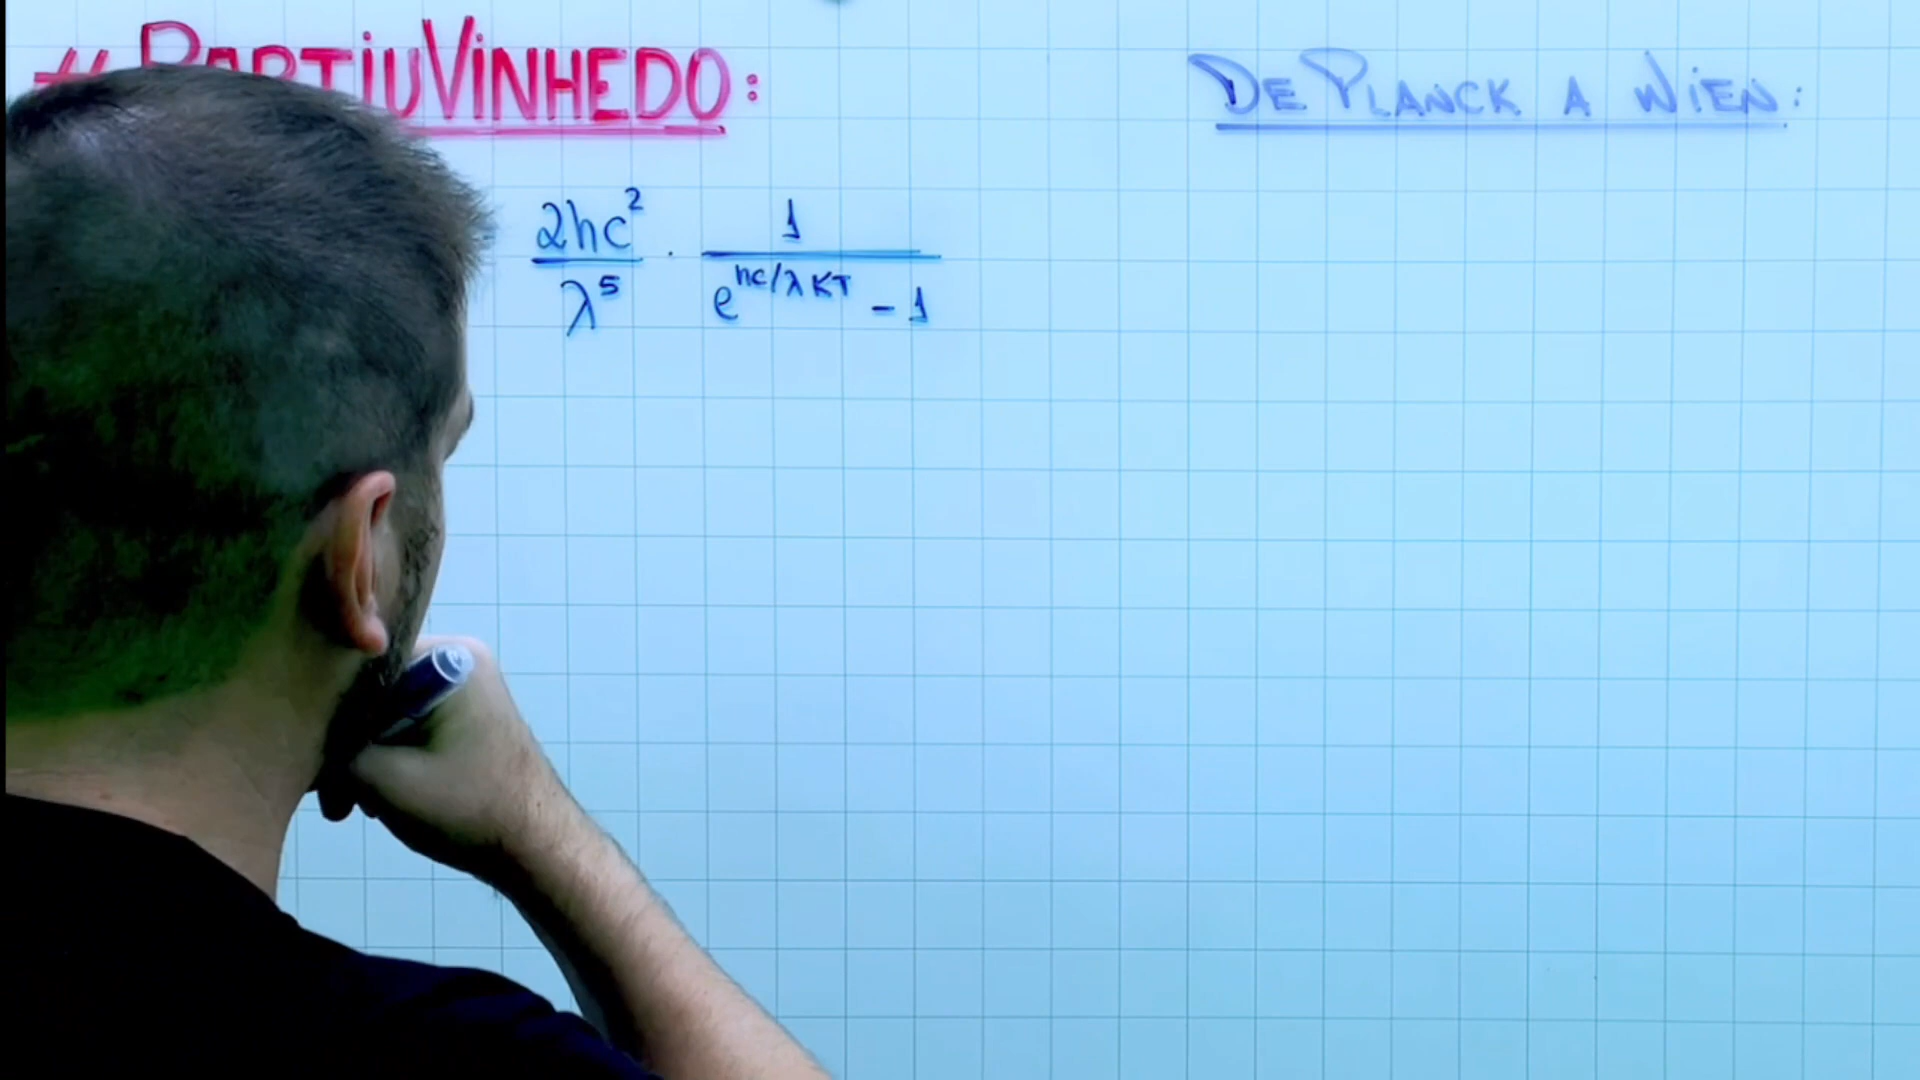 # PARTIUVINHEDO:
DE PLANCK A WIEN:
2hc²/λ⁵ · 1/(e^(hc/λKT) - 1)